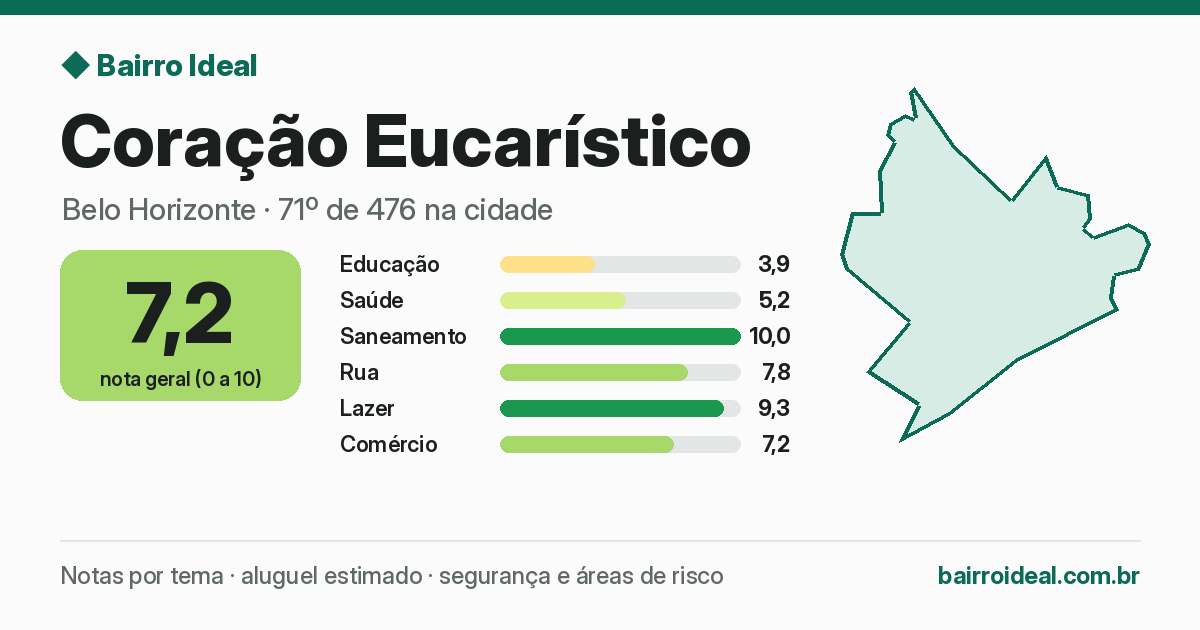 Bairro Ideal
Coração Eucarístico
Belo Horizonte · 71º de 476 na cidade
7,2
nota geral (0 a 10)
Educação 3,9
Saúde 5,2
Saneamento 10,0
Rua 7,8
Lazer 9,3
Comércio 7,2
Notas por tema · aluguel estimado · segurança e áreas de risco
bairroideal.com.br